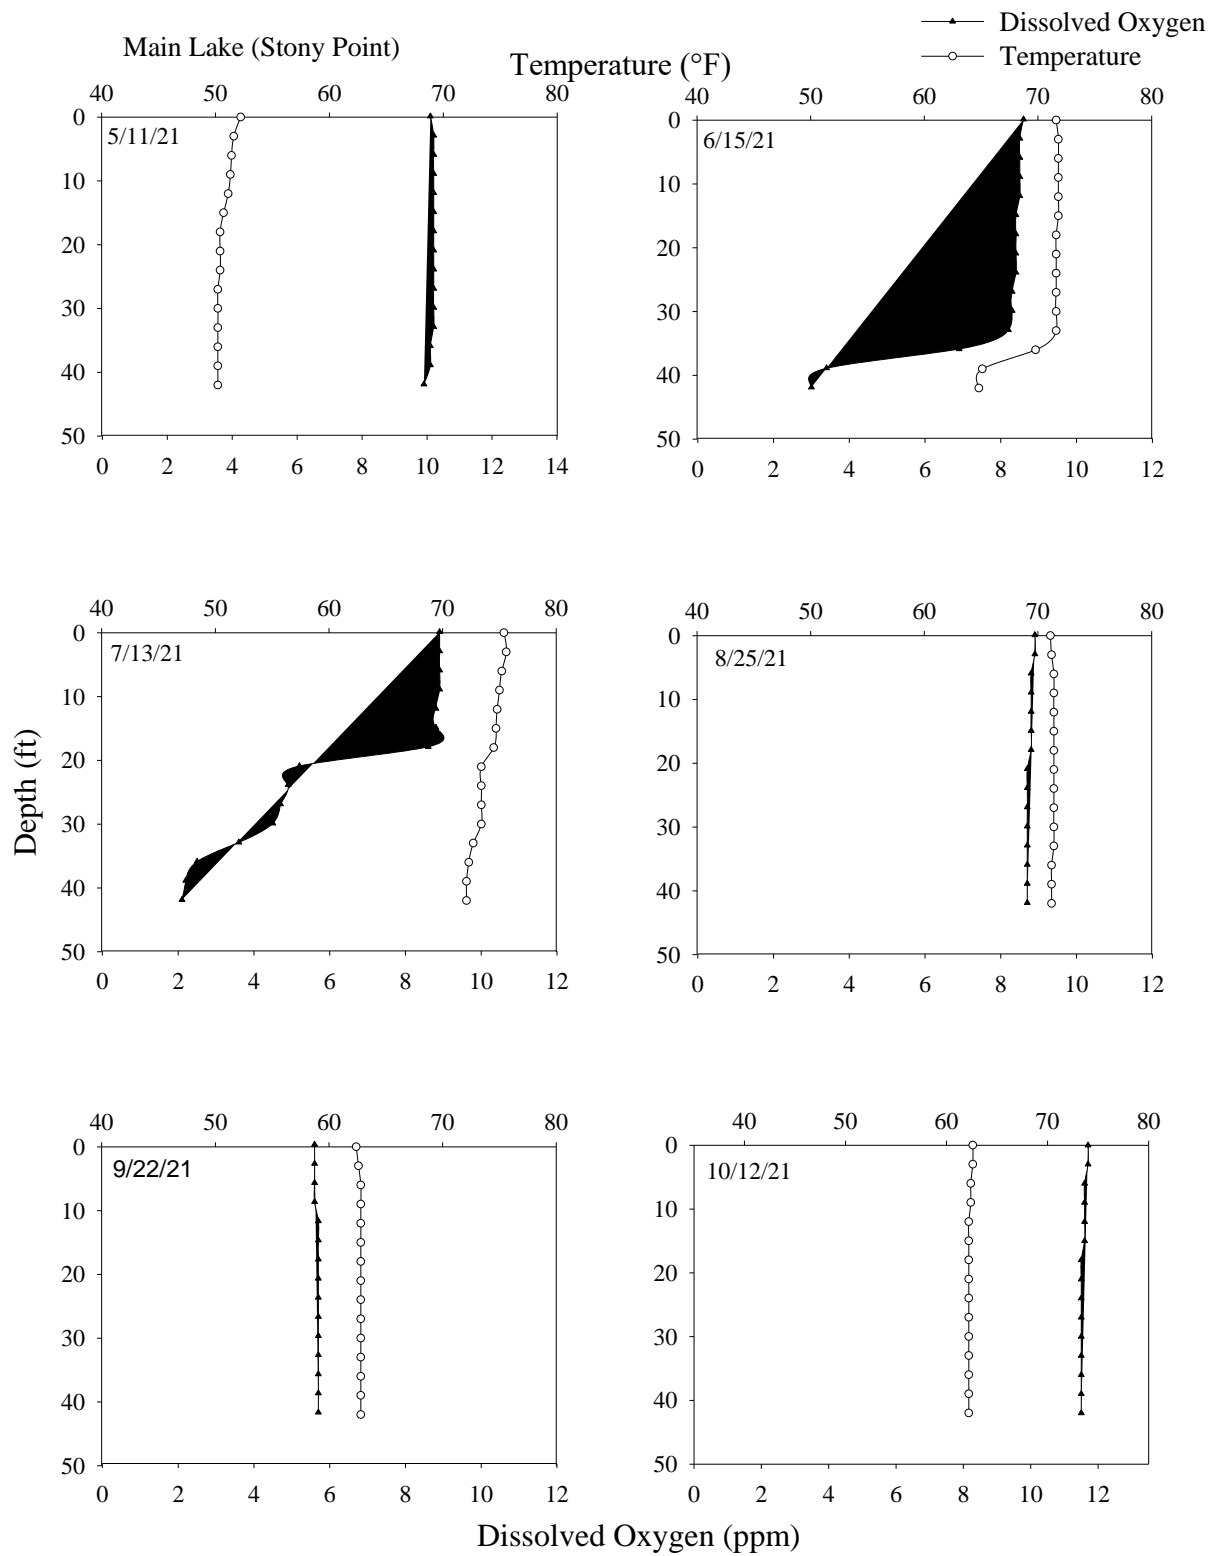 Dissolved Oxygen
Temperature
Main Lake (Stony Point)
Temperature (°F)
40 50 60 70 80
40 50 60 70 80
0
10
20
30
40
50
5/11/21
0
10
20
30
40
50
6/15/21
0 2 4 6 8 10 12 14
0 2 4 6 8 10 12
40 50 60 70 80
40 50 60 70 80
Depth (ft)
0
10
20
30
40
50
7/13/21
0
10
20
30
40
50
8/25/21
0 2 4 6 8 10 12
0 2 4 6 8 10 12
40 50 60 70 80
40 50 60 70 80
0
10
20
30
40
50
9/22/21
0
10
20
30
40
50
10/12/21
0 2 4 6 8 10 12
0 2 4 6 8 10 12
Dissolved Oxygen (ppm)